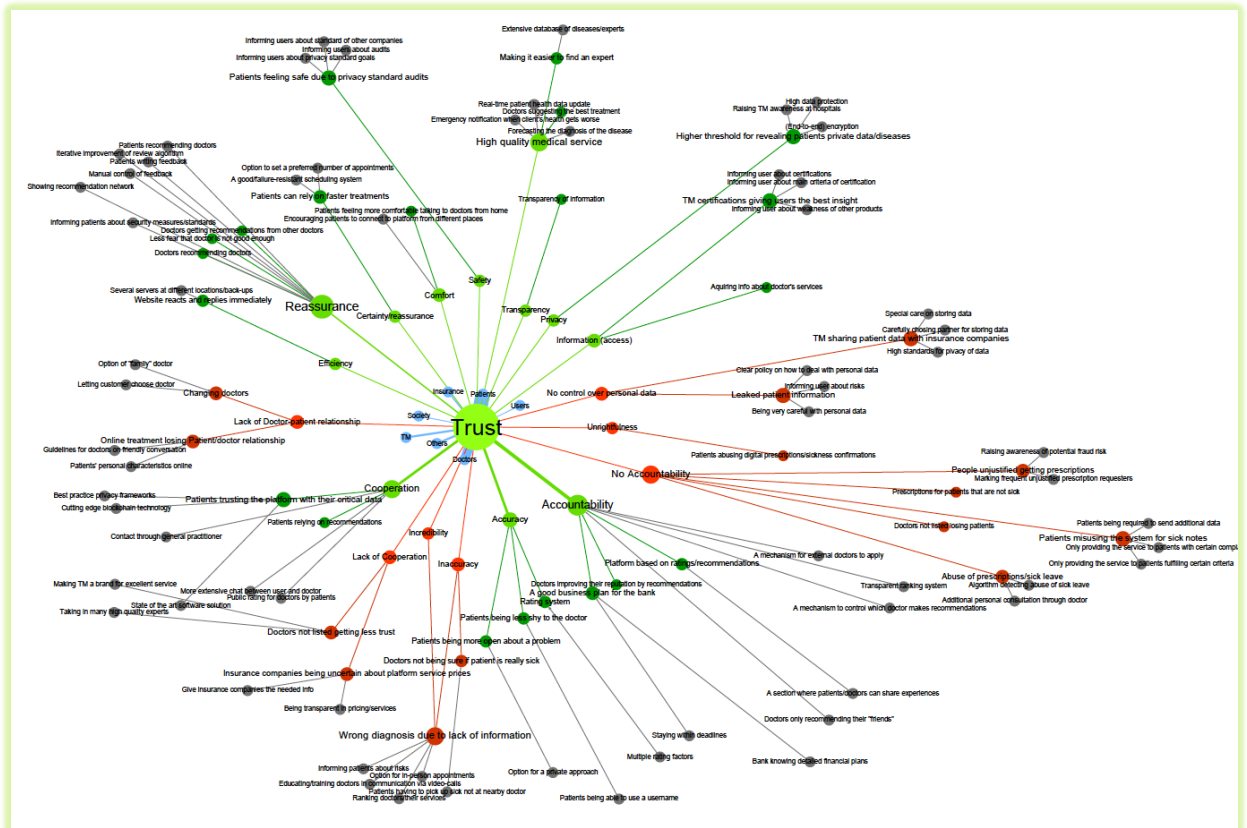 Extensive database of diseases/experts
Informing users about standard of other companies
Informing users about audits
Informing users about privacy standard goals
Making it easier to find an expert
Patients feeling safe due to privacy standard audits
Real-time patient health data update
Doctors suggesting the best treatment
Emergency notification when client's health gets worse
Forecasting the diagnosis of the disease
High quality medical service
High data protection
Raising TM awareness at hospitals
(End-to-end) encryption
Higher threshold for revealing patients private data/diseases
Patients recommending doctors
Iterative improvement of review algorithm
Patients writing feedback
Manual control of feedback
Showing recommendation network
Option to set a preferred number of appointments
A good/failure-resistant scheduling system
Patients can rely on faster treatments
Informing user about certifications
Informing user about main criteria of certification
TM certifications giving users the best insight
Informing user about weakness of other products
Transparency of information
Patients feeling more comfortable talking to doctors from home
Encouraging patients to connect to platform from different places
Informing patients about security measures/standards
Doctors getting recommendations from other doctors
Less fear that doctor is not good enough
Doctors recommending doctors
Several servers at different locations/back-ups
Website reacts and replies immediately
Reassurance
Certainty/reassurance
Comfort
Safety
Transparency
Privacy
Information (access)
Aquiring info about doctor's services
Special care on storing data
Carefully chosing partner for storing data
TM sharing patient data with insurance companies
High standards for privacy of data
Efficiency
Option of "family" doctor
Letting customer choose doctor
Changing doctors
Clear policy on how to deal with personal data
Informing user about risks
Leaked patient information
Being very careful with personal data
No control over personal data
Insurance
Patients
Users
Society
TM
Others
Doctors
Trust
Lack of Doctor-patient relationship
Online treatment losing Patient/doctor relationship
Guidelines for doctors on friendly conversation
Patients' personal characteristics online
Unrightfulness
Patients abusing digital prescriptions/sickness confirmations
No Accountability
Raising awareness of potential fraud risk
People unjustified getting prescriptions
Marking frequent unjustified prescription requesters
Prescriptions for patients that are not sick
Doctors not listed losing patients
Patients being required to send additional data
Patients misusing the system for sick notes
Only providing the service to patients with certain compl
Only providing the service to patients fulfilling certain criteria
Abuse of prescriptions/sick leave
Algorithm detecting abuse of sick leave
Additional personal consultation through doctor
Cooperation
Best practice privacy frameworks
Patients trusting the platform with their critical data
Cutting edge blockchain technology
Patients relying on recommendations
Contact through general practitioner
Accuracy
Accountability
Incredibility
Lack of Cooperation
Inaccuracy
A mechanism for external doctors to apply
Platform based on ratings/recommendations
Transparent ranking system
A mechanism to control which doctor makes recommendations
Doctors improving their reputation by recommendations
A good business plan for the bank
Rating system
Patients being less shy to the doctor
Patients being more open about a problem
Making TM a brand for excellent service
More extensive chat between user and doctor
Public rating for doctors by patients
State of the art software solution
Taking in many high quality experts
Doctors not listed getting less trust
Doctors not being sure if patient is really sick
Insurance companies being uncertain about platform service prices
Give insurance companies the needed info
Being transparent in pricing/services
A section where patients/doctors can share experiences
Doctors only recommending their "friends"
Staying within deadlines
Bank knowing detailed financial plans
Multiple rating factors
Wrong diagnosis due to lack of information
Informing patients about risks
Option for in-person appointments
Educating/training doctors in communication via video-calls
Patients having to pick up sick not at nearby doctor
Ranking doctors/their services
Option for a private approach
Patients being able to use a username